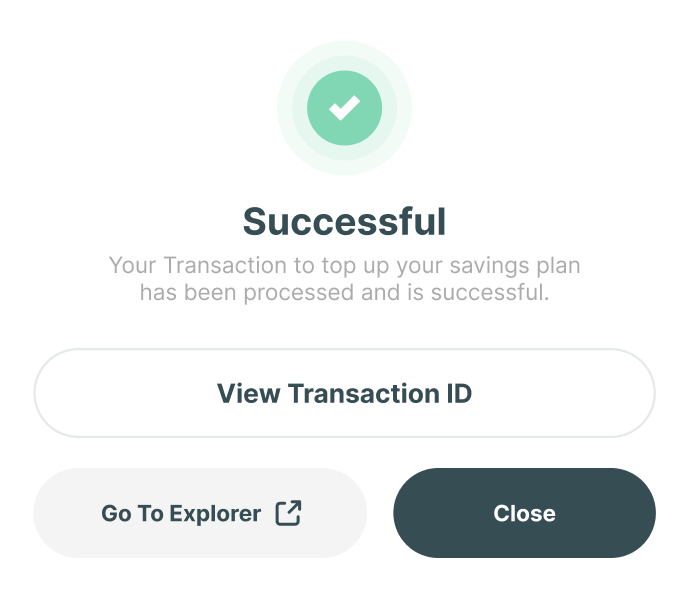 Successful
Your Transaction to top up your savings plan
has been processed and is successful.
View Transaction ID
Go To Explorer
Close